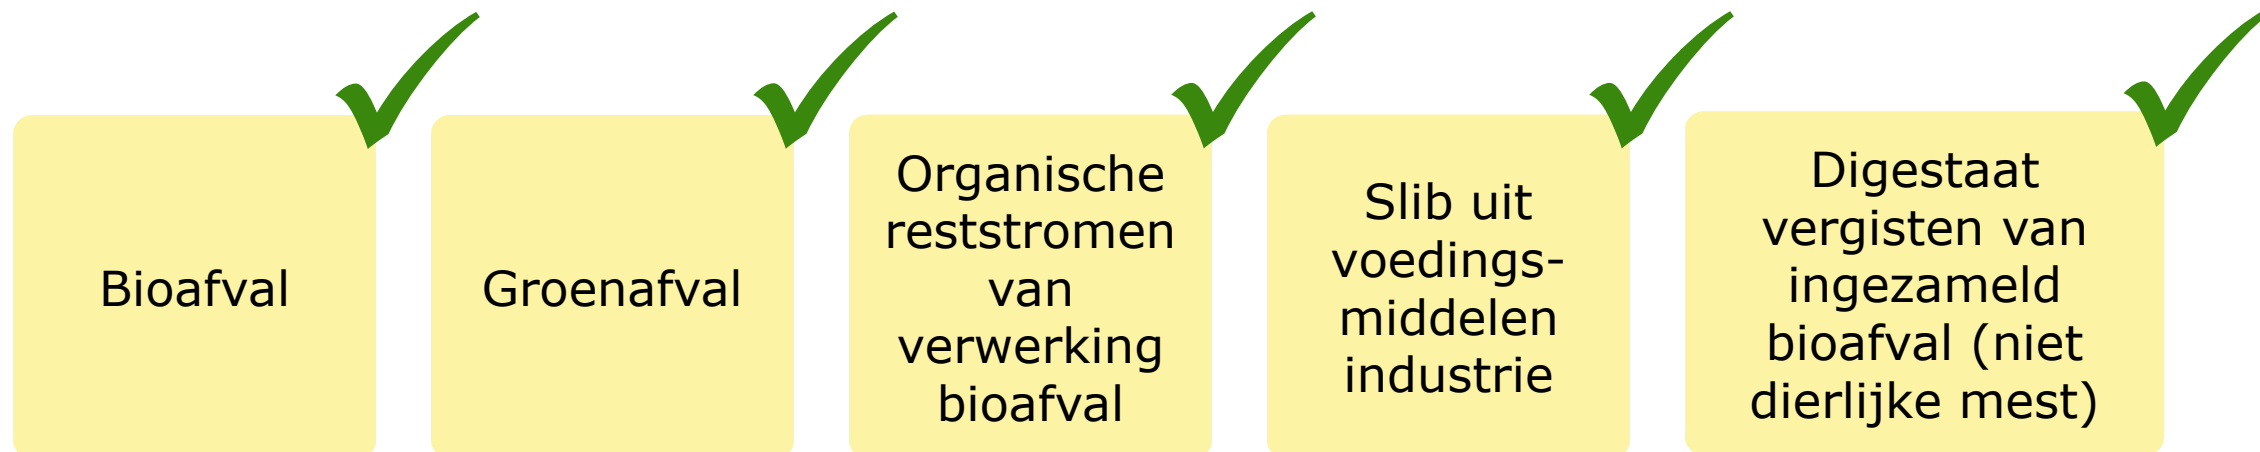 Bioafval
Groenafval
Organische
reststromen
van
verwerking
bioafval
Slib uit
voedings-
middelen
industrie
Digestaat
vergisten van
ingezameld
bioafval (niet
dierlijke mest)